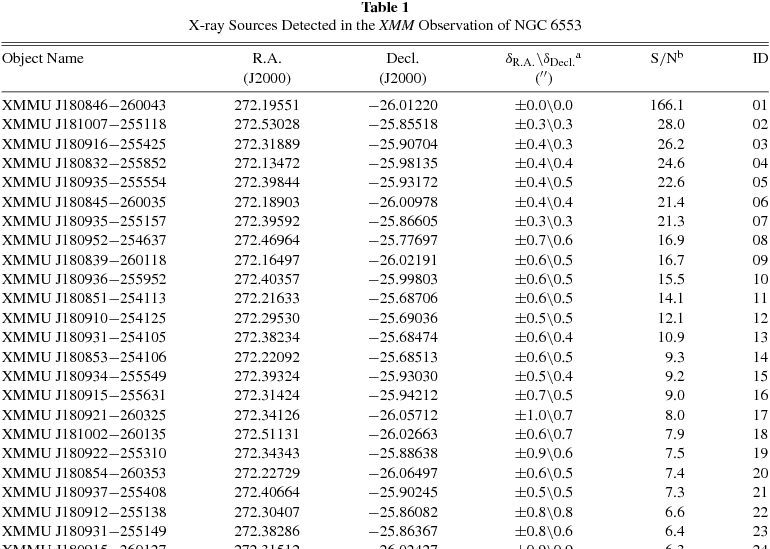 Table 1
X-ray Sources Detected in the XMM Observation of NGC 6553
Object Name R.A. Decl. δR.A.\δDecl.a S/Nb ID
(J2000) (J2000) (′′)
XMMU J180846−260043 272.19551 −26.01220 ±0.0\0.0 166.1 01
XMMU J181007−255118 272.53028 −25.85518 ±0.3\0.3 28.0 02
XMMU J180916−255425 272.31889 −25.90704 ±0.4\0.3 26.2 03
XMMU J180832−255852 272.13472 −25.98135 ±0.4\0.4 24.6 04
XMMU J180935−255554 272.39844 −25.93172 ±0.4\0.5 22.6 05
XMMU J180845−260035 272.18903 −26.00978 ±0.4\0.4 21.4 06
XMMU J180935−255157 272.39592 −25.86605 ±0.3\0.3 21.3 07
XMMU J180952−254637 272.46964 −25.77697 ±0.7\0.6 16.9 08
XMMU J180839−260118 272.16497 −26.02191 ±0.6\0.5 16.7 09
XMMU J180936−255952 272.40357 −25.99803 ±0.6\0.5 15.5 10
XMMU J180851−254113 272.21633 −25.68706 ±0.6\0.5 14.1 11
XMMU J180910−254125 272.29530 −25.69036 ±0.5\0.5 12.1 12
XMMU J180931−254105 272.38234 −25.68474 ±0.6\0.4 10.9 13
XMMU J180853−254106 272.22092 −25.68513 ±0.6\0.5 9.3 14
XMMU J180934−255549 272.39324 −25.93030 ±0.5\0.4 9.2 15
XMMU J180915−255631 272.31424 −25.94212 ±0.7\0.5 9.0 16
XMMU J180921−260325 272.34126 −26.05712 ±1.0\0.7 8.0 17
XMMU J181002−260135 272.51131 −26.02663 ±0.6\0.7 7.9 18
XMMU J180922−255310 272.34343 −25.88638 ±0.9\0.6 7.5 19
XMMU J180854−260353 272.22729 −26.06497 ±0.6\0.5 7.4 20
XMMU J180937−255408 272.40664 −25.90245 ±0.5\0.5 7.3 21
XMMU J180912−255138 272.30407 −25.86082 ±0.8\0.8 6.6 22
XMMU J180931−255149 272.38286 −25.86367 ±0.8\0.6 6.4 23
XMMU J180915−260127 272.31512 −26.02427 ±0.9\0.9 6.3 24